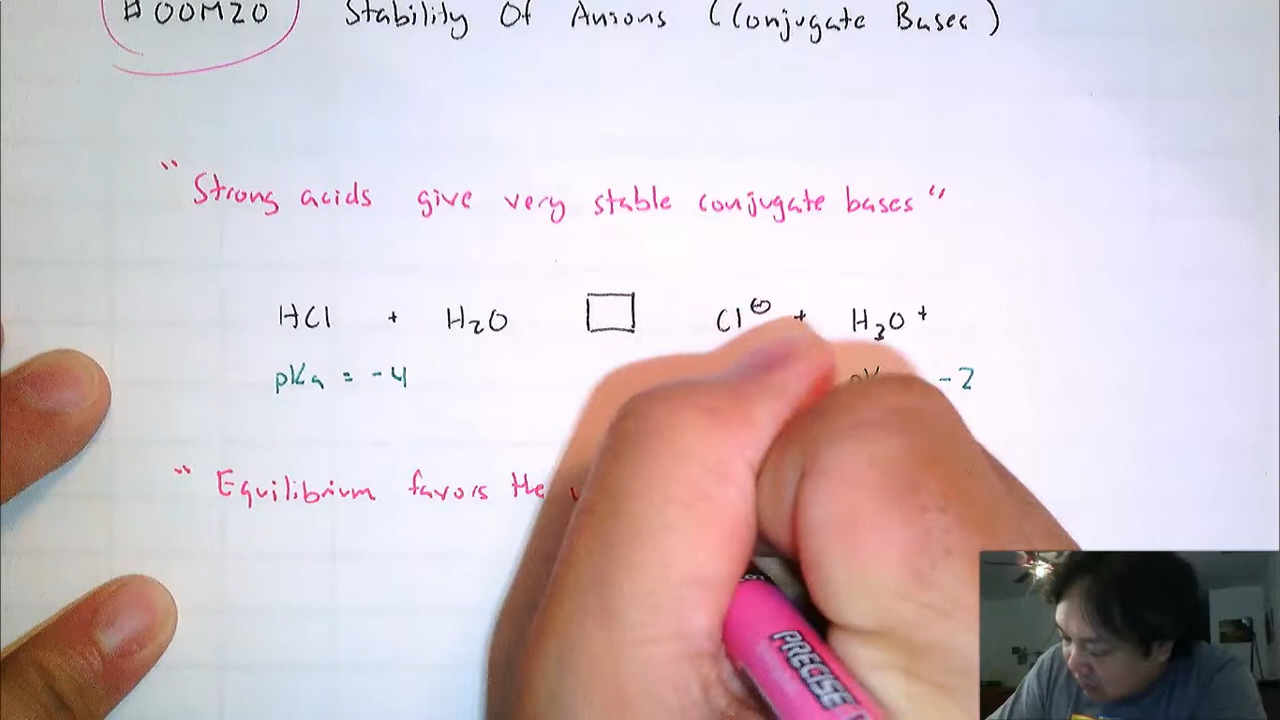 #OOM20 Stability Of Anions (Conjugate Bases)
"Strong acids give very stable conjugate bases"
HCl + H2O □ Cl⊖ + H3O+
pKa = -4 -2
"Equilibrium favors the
PRECISE